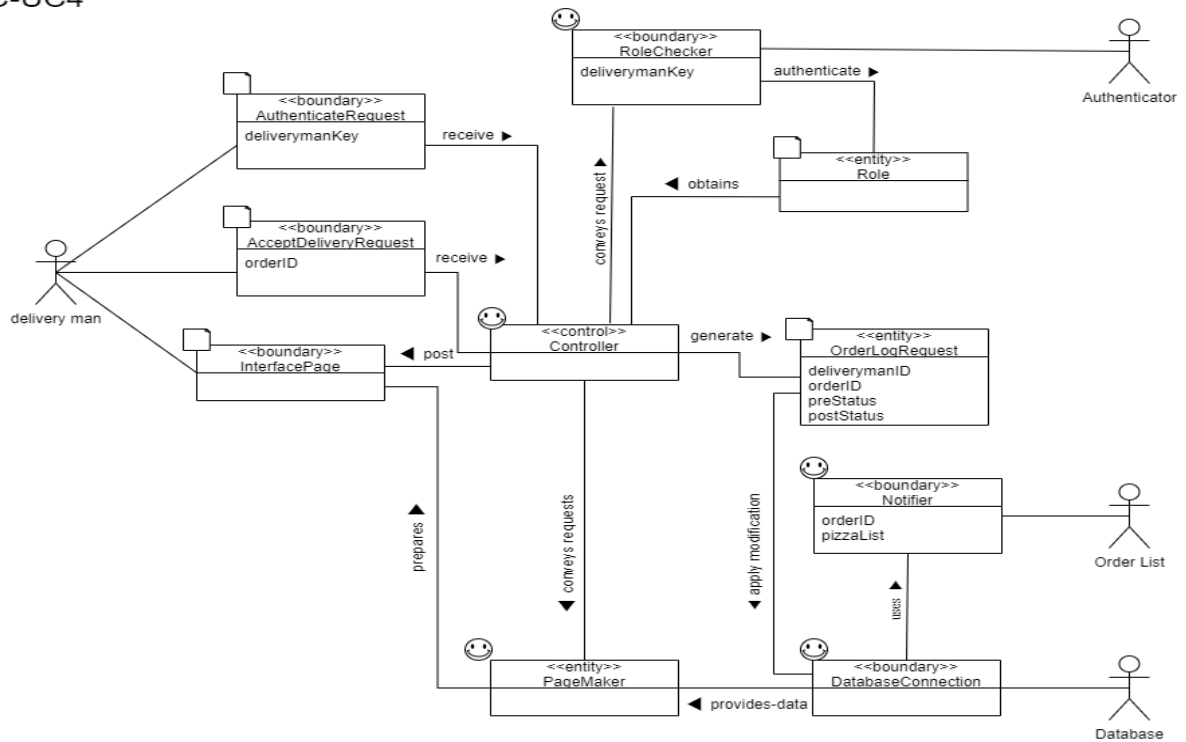 <<boundary>>
RoleChecker
deliverymanKey
authenticate
Authenticator
<<boundary>>
AuthenticateRequest
deliverymanKey
receive
<<entity>>
Role
obtains
conveys request
<<boundary>>
AcceptDeliveryRequest
orderID
receive
delivery man
<<control>>
Controller
generate
<<entity>>
OrderLogRequest
deliverymanID
orderID
preStatus
postStatus
<<boundary>>
InterfacePage
post
<<boundary>>
Notifier
orderID
pizzaList
Order List
prepares
conveys requests
apply modification
uses
<<entity>>
PageMaker
provides-data
<<boundary>>
DatabaseConnection
Database